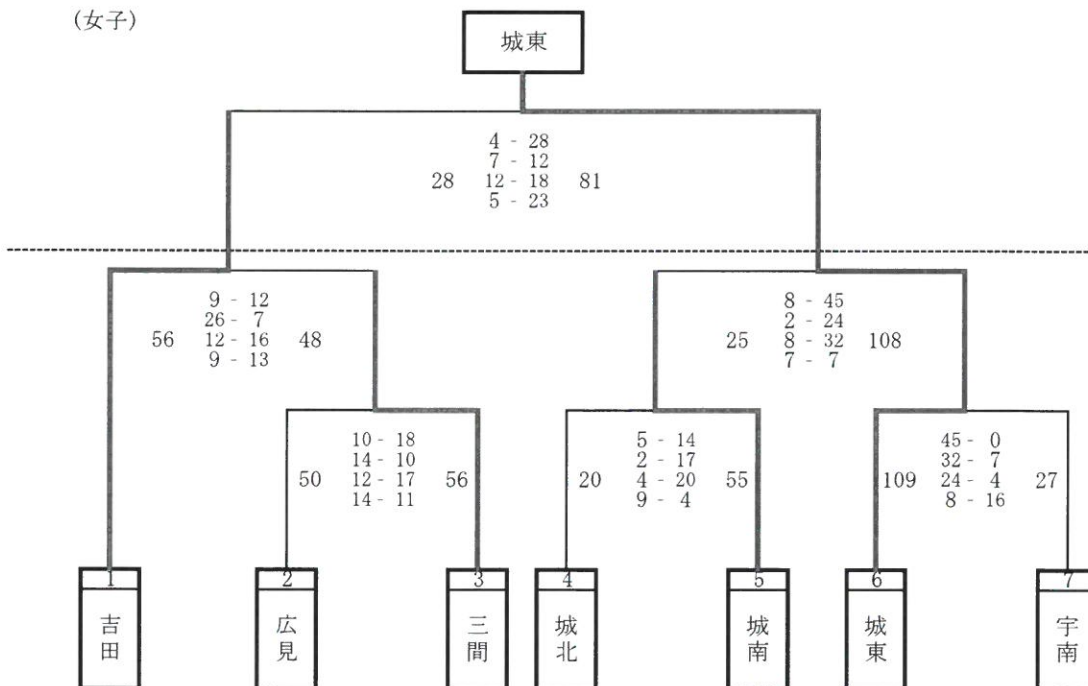 (女子)
城東
4 - 28
7 - 12
28 12 - 18 81
5 - 23
9 - 12
26 - 7
56 12 - 16 48
9 - 13
8 - 45
2 - 24
25 8 - 32 108
7 - 7
10 - 18
14 - 10
50 12 - 17 56
14 - 11
5 - 14
2 - 17
20 4 - 20 55
9 - 4
45 - 0
32 - 7
109 24 - 4 27
8 - 16
1 2 3 4 5 6 7
吉田
広見
三間
城北
城南
城東
宇南